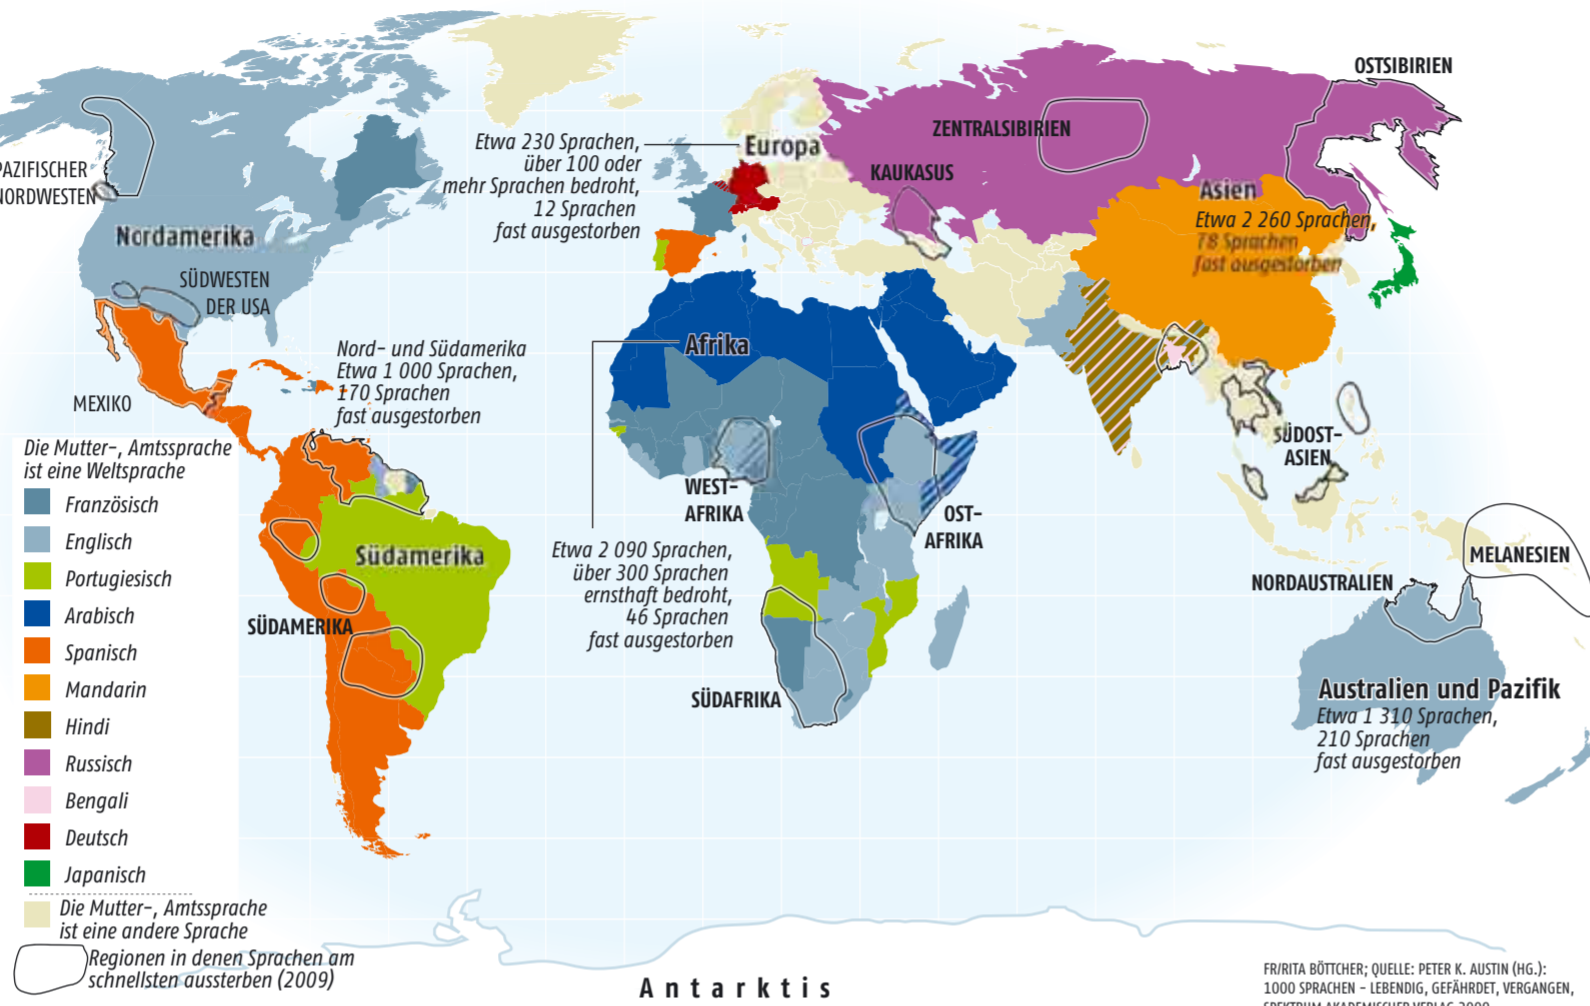 OSTSIBIRIEN
ZENTRALSIBIRIEN
Etwa 230 Sprachen,
über 100 oder
mehr Sprachen bedroht,
12 Sprachen
fast ausgestorben
Europa
KAUKASUS
PAZIFISCHER
NORDWESTEN
Asien
Etwa 2 260 Sprachen,
78 Sprachen
fast ausgestorben
Nordamerika
SÜDWESTEN
DER USA
Nord- und Südamerika
Etwa 1 000 Sprachen,
170 Sprachen
fast ausgestorben
Afrika
MEXIKO
Die Mutter-, Amtssprache
ist eine Weltsprache
Französisch
Englisch
Portugiesisch
Arabisch
Spanisch
Mandarin
Hindi
Russisch
Bengali
Deutsch
Japanisch
Die Mutter-, Amtssprache
ist eine andere Sprache
Regionen in denen Sprachen am
schnellsten aussterben (2009)
SÜDOST-
ASIEN
WEST-
AFRIKA
OST-
AFRIKA
Südamerika
Etwa 2 090 Sprachen,
über 300 Sprachen
ernsthaft bedroht,
46 Sprachen
fast ausgestorben
MELANESIEN
NORDAUSTRALIEN
SÜDAMERIKA
SÜDAFRIKA
Australien und Pazifik
Etwa 1 310 Sprachen,
210 Sprachen
fast ausgestorben
Antarktis
FR/RITA BÖTTCHER; QUELLE: PETER K. AUSTIN (HG.):
1000 SPRACHEN – LEBENDIG, GEFÄHRDET, VERGANGEN,
SPEKTRUM AKADEMISCHER VERLAG 2009